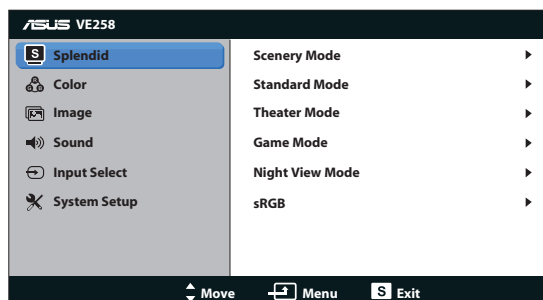 ASUS VE258
S Splendid
Color
Image
Sound
Input Select
System Setup
Scenery Mode
Standard Mode
Theater Mode
Game Mode
Night View Mode
sRGB
Move Menu S Exit